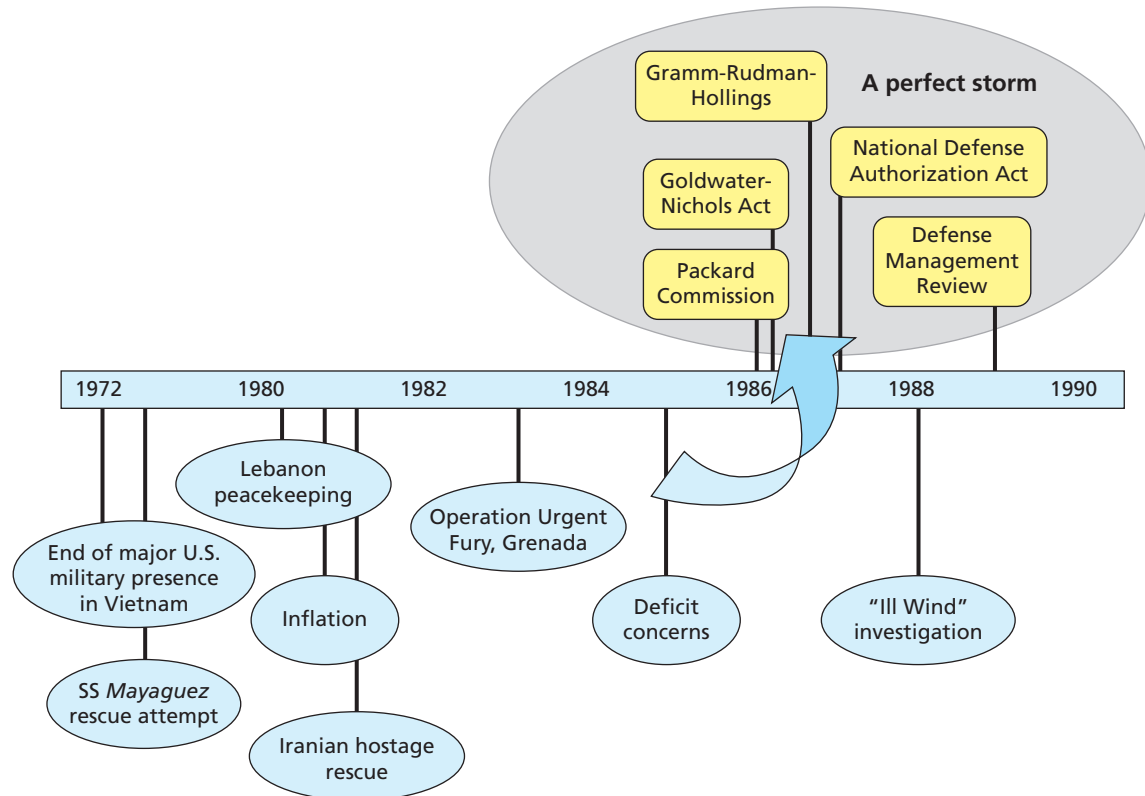 Gramm-Rudman-
Hollings
A perfect storm
National Defense
Authorization Act
Goldwater-
Nichols Act
Defense
Management
Review
Packard
Commission
1972
1980
1982
1984
1986
1988
1990
Lebanon
peacekeeping
Operation Urgent
Fury, Grenada
End of major U.S.
military presence
in Vietnam
Inflation
Deficit
concerns
“Ill Wind”
investigation
SS Mayaguez
rescue attempt
Iranian hostage
rescue